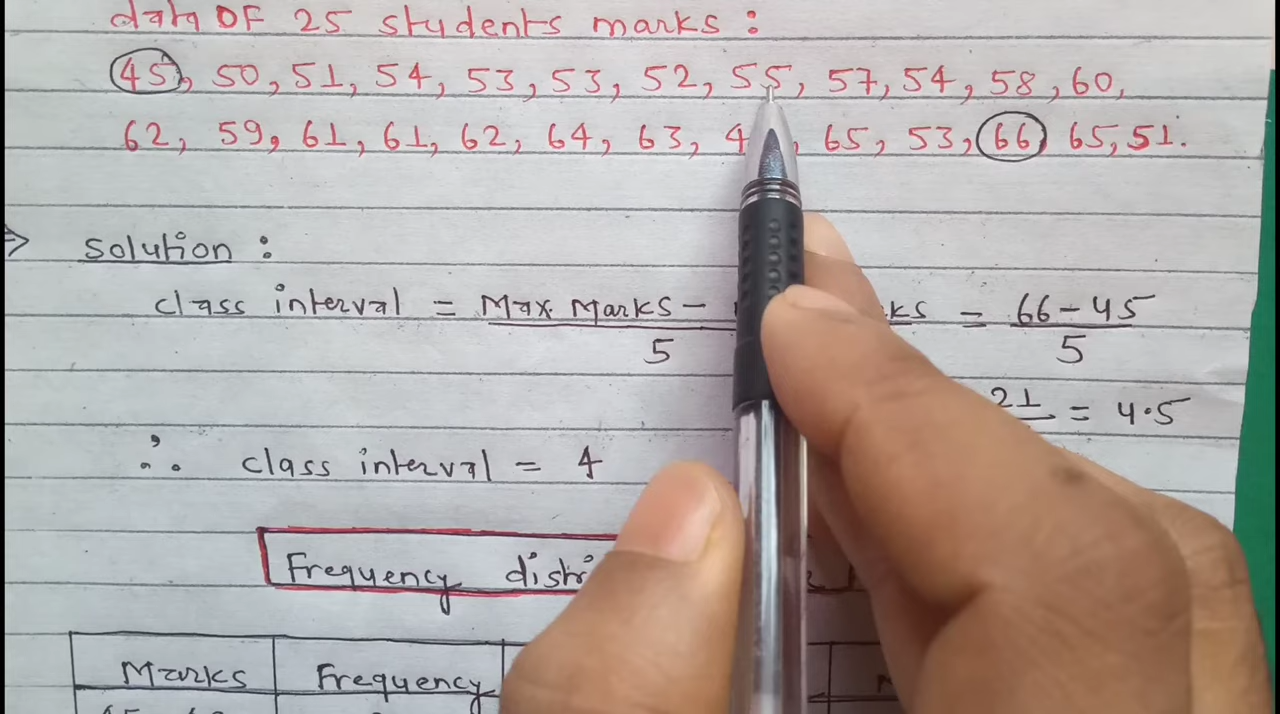 data OF 25 students marks :
45, 50, 51, 54, 53, 53, 52, 55, 57, 54, 58, 60,
62, 59, 61, 61, 62, 64, 63, 4 , 65, 53, 66 65, 51.
⇒ solution :
class interval = Max. Marks - = 66-45
5 5
21 = 4.5
∴ class interval = 4
Frequency
Marks Frequency